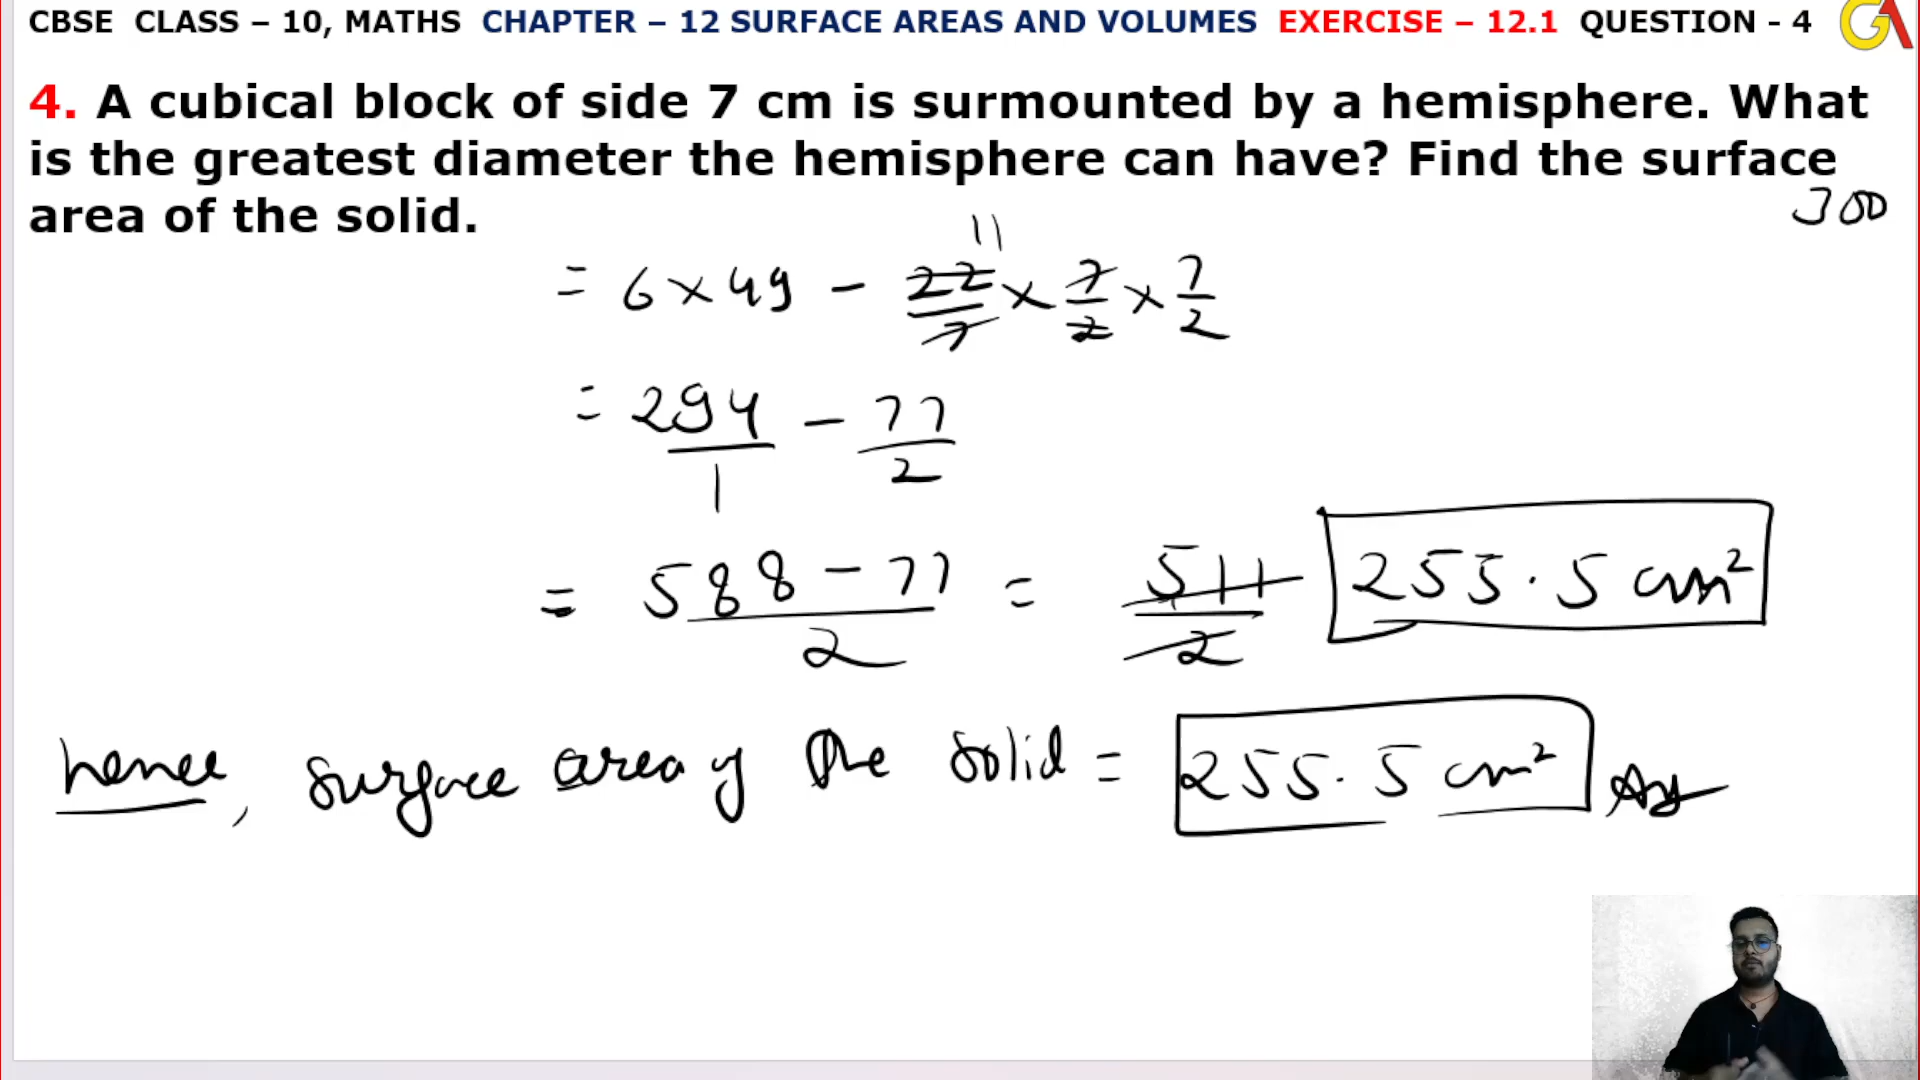 CBSE CLASS – 10, MATHS CHAPTER – 12 SURFACE AREAS AND VOLUMES EXERCISE – 12.1 QUESTION - 4 GA
4. A cubical block of side 7 cm is surmounted by a hemisphere. What
is the greatest diameter the hemisphere can have? Find the surface
area of the solid.
300
11
= 6 × 49 − 22/7 × 7/2 × 7/2
= 294/1 − 77/2
= 588 − 77/2 = 511/2 255.5 cm²
hence, surface area of the solid = 255.5 cm² Ans